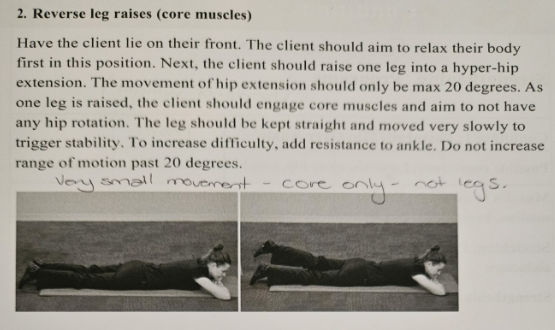 2. Reverse leg raises (core muscles)
Have the client lie on their front. The client should aim to relax their body
first in this position. Next, the client should raise one leg into a hyper-hip
extension. The movement of hip extension should only be max 20 degrees. As
one leg is raised, the client should engage core muscles and aim to not have
any hip rotation. The leg should be kept straight and moved very slowly to
trigger stability. To increase difficulty, add resistance to ankle. Do not increase
range of motion past 20 degrees.
Very small movement - core only - not legs.